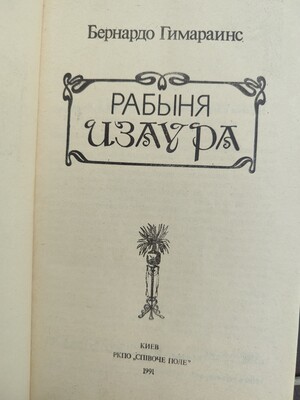 Бернардо Гимараинс
РАБЫНЯ
ИЗАУРА
КИЕВ
РКПО „СПІВОЧЕ ПОЛЕ"
1991